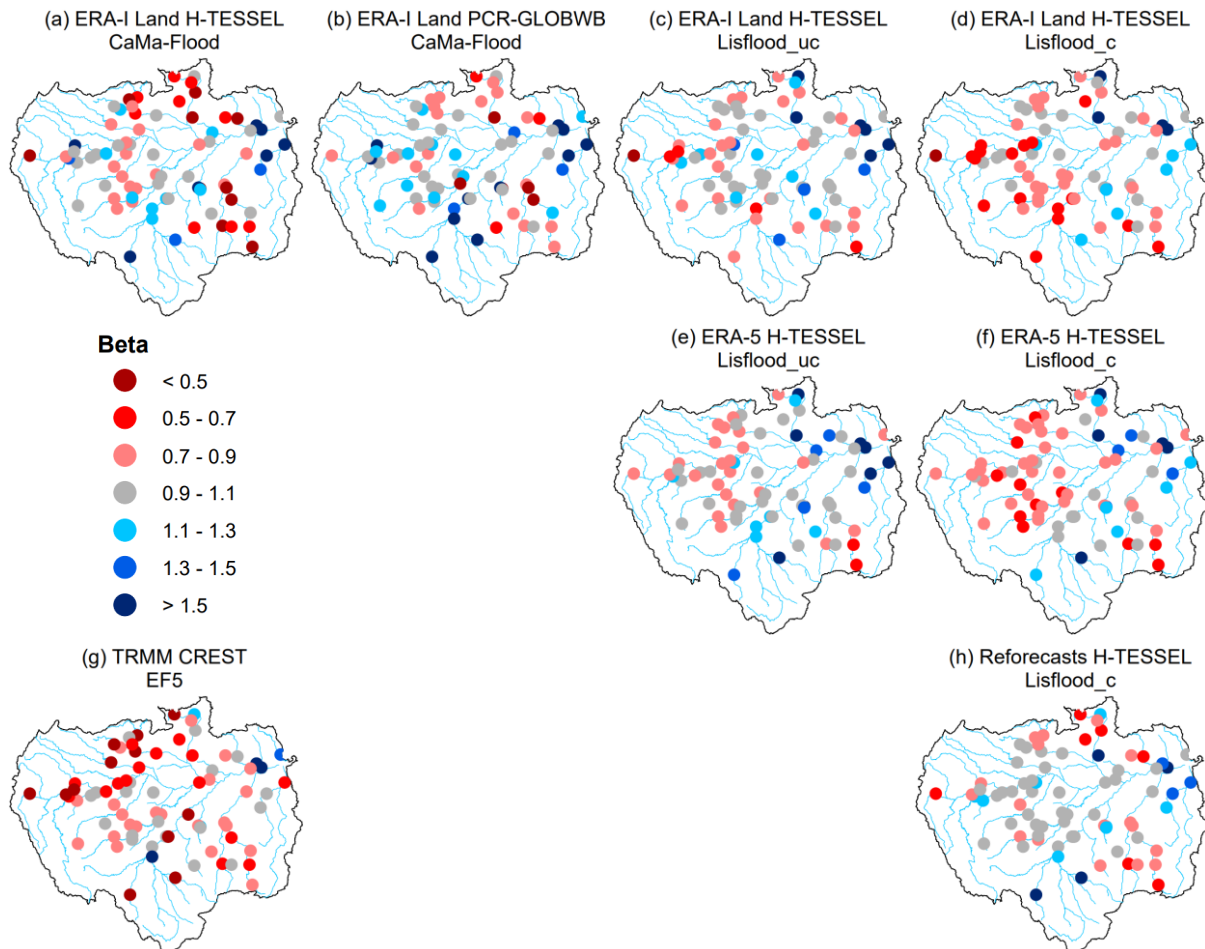 (a) ERA-I Land H-TESSEL
CaMa-Flood
(b) ERA-I Land PCR-GLOBWB
CaMa-Flood
(c) ERA-I Land H-TESSEL
Lisflood_uc
(d) ERA-I Land H-TESSEL
Lisflood_c
Beta
< 0.5
0.5 - 0.7
0.7 - 0.9
0.9 - 1.1
1.1 - 1.3
1.3 - 1.5
> 1.5
(e) ERA-5 H-TESSEL
Lisflood_uc
(f) ERA-5 H-TESSEL
Lisflood_c
(g) TRMM CREST
EF5
(h) Reforecasts H-TESSEL
Lisflood_c